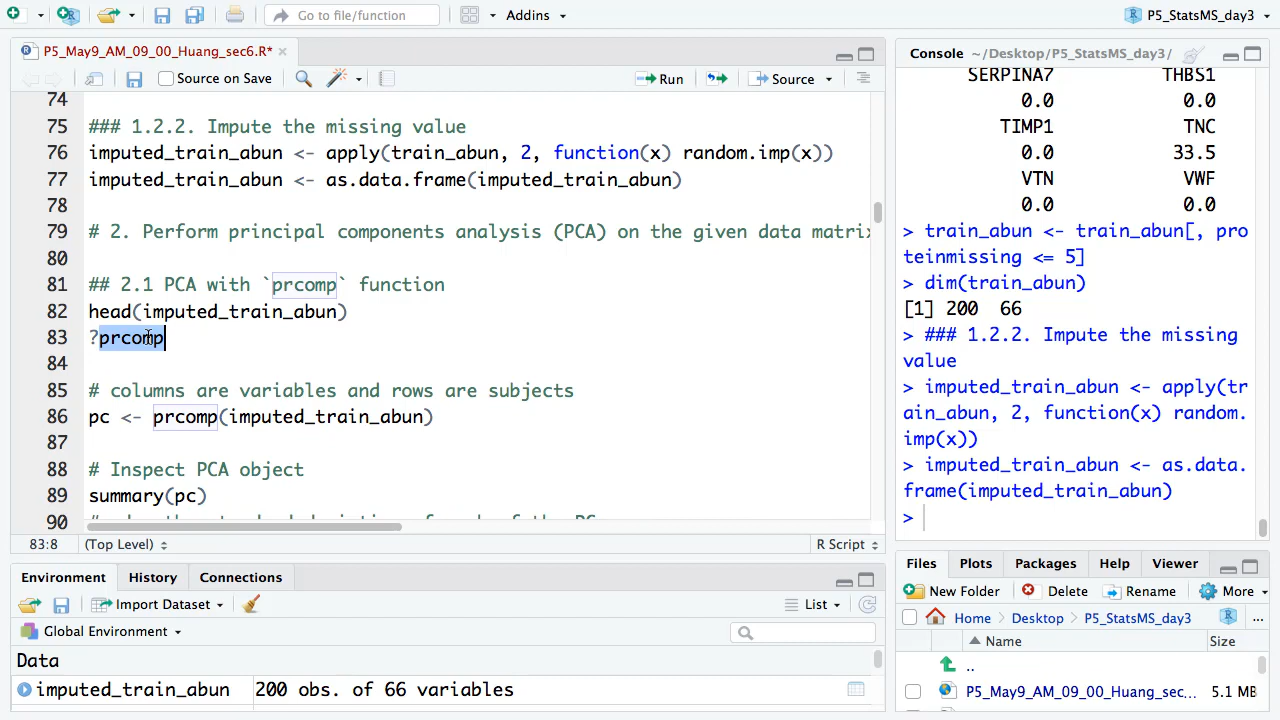 Go to file/function
Addins
P5_StatsMS_day3
P5_May9_AM_09_00_Huang_sec6.R*
Source on Save
Run
Source
74
75 ### 1.2.2. Impute the missing value
76 imputed_train_abun <- apply(train_abun, 2, function(x) random.imp(x))
77 imputed_train_abun <- as.data.frame(imputed_train_abun)
78
79 # 2. Perform principal components analysis (PCA) on the given data matrix
80
81 ## 2.1 PCA with `prcomp` function
82 head(imputed_train_abun)
83 ?prcomp
84
85 # columns are variables and rows are subjects
86 pc <- prcomp(imputed_train_abun)
87
88 # Inspect PCA object
89 summary(pc)
90
83:8 (Top Level)
R Script
Environment History Connections
Import Dataset
List
Global Environment
Data
imputed_train_abun 200 obs. of 66 variables
Console ~/Desktop/P5_StatsMS_day3/
SERPINA7 THBS1
0.0 0.0
TIMP1 TNC
0.0 33.5
VTN VWF
0.0 0.0
> train_abun <- train_abun[, pro
teinmissing <= 5]
> dim(train_abun)
[1] 200 66
> ### 1.2.2. Impute the missing
value
> imputed_train_abun <- apply(tr
ain_abun, 2, function(x) random.
imp(x))
> imputed_train_abun <- as.data.
frame(imputed_train_abun)
>
Files Plots Packages Help Viewer
New Folder Delete Rename More
Home Desktop P5_StatsMS_day3 ...
Name Size
..
P5_May9_AM_09_00_Huang_sec... 5.1 MB